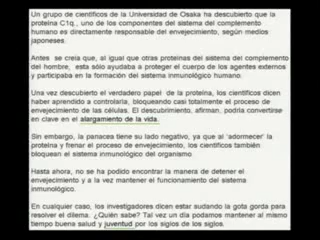 Un grupo de científicos de la Universidad de Osaka ha descubierto que la
proteína C1q,, uno de los componentes del sistema del complemento
humano es directamente responsable del envejecimiento, según medios
japoneses.
Antes se creía que, al igual que otras proteínas del sistema del complemento
del hombre, esta sólo ayudaba a proteger el cuerpo de los agentes externos
y participaba en la formación del sistema inmunológico humano.
Una vez descubierto el verdadero papel de la proteína, los científicos dicen
haber aprendido a controlarla, bloqueando casi totalmente el proceso de
envejecimiento de las células. El descubrimiento, afirman, podría convertirse
en clave en el alargamiento de la vida.
Sin embargo, la panacea tiene su lado negativo, ya que al 'adormecer' la
proteína y frenar el proceso de envejecimiento, los científicos también
bloquean el sistema inmunológico del organismo
Hasta ahora, no se ha podido encontrar la manera de detener el
envejecimiento y a la vez mantener el funcionamiento del sistema
inmunológico.
En cualquier caso, los investigadores dicen estar sudando la gota gorda para
resolver el dilema. ¿Quién sabe? Tal vez un día podamos mantener al mismo
tiempo buena salud y juventud por los siglos de los siglos.